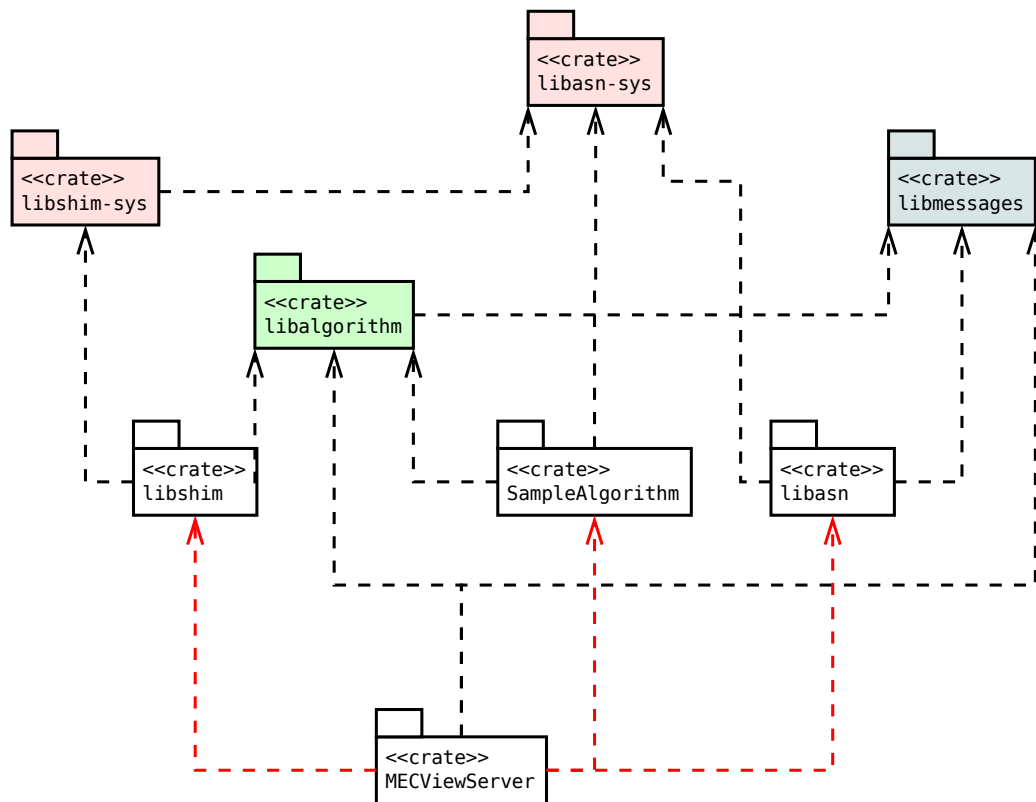 <<crate>>
libasn-sys
<<crate>>
libshim-sys
<<crate>>
libmessages
<<crate>>
libalgorithm
<<crate>>
libshim
<<crate>>
SampleAlgorithm
<<crate>>
libasn
<<crate>>
MECViewServer